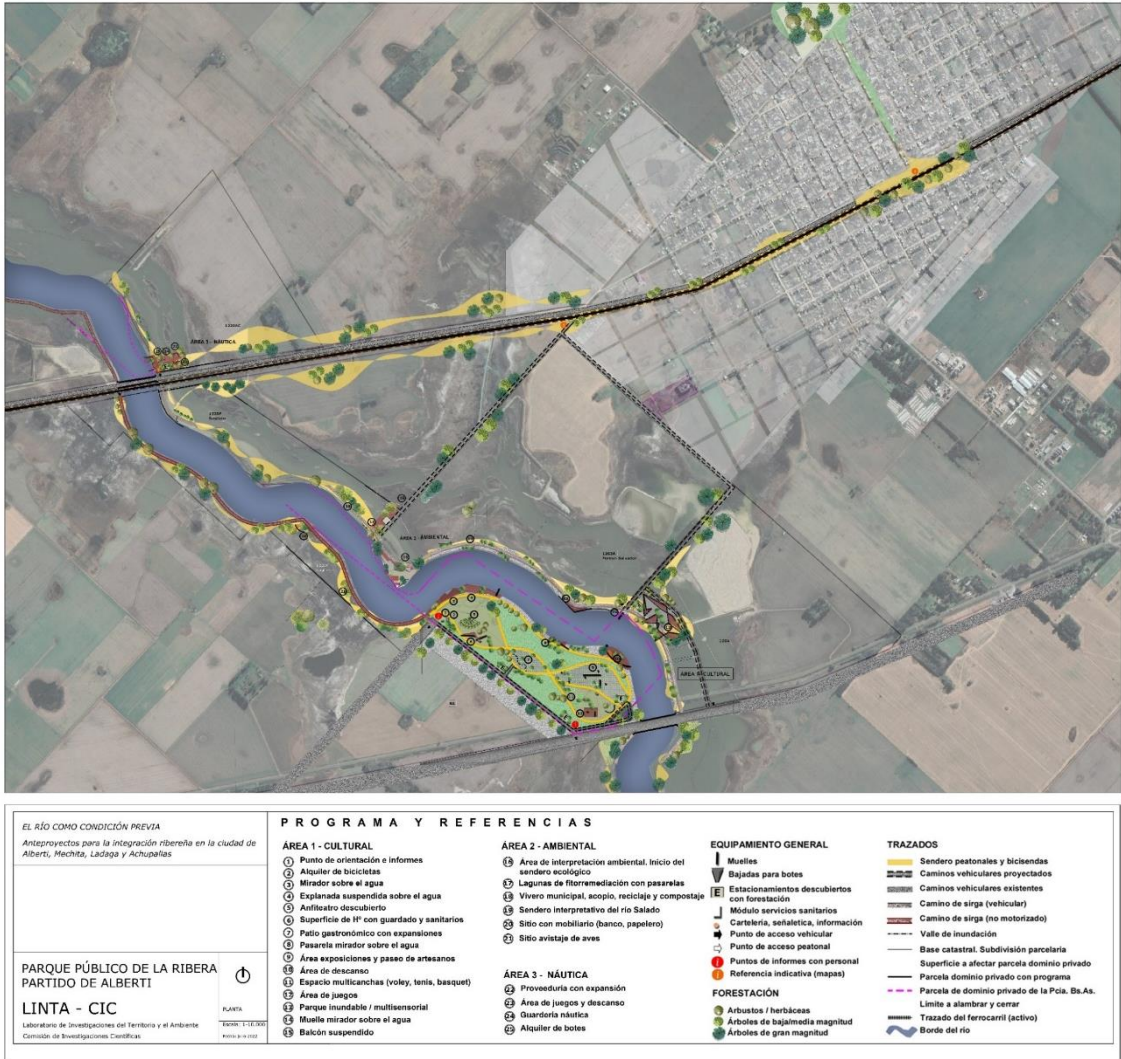 ÁREA 3 - NÁUTICA
ÁREA 2 - AMBIENTAL
ÁREA 1 - CULTURAL
EL RÍO COMO CONDICIÓN PREVIA
Anteproyectos para la integración ribereña en la ciudad de
Alberti, Mechita, Ladaga y Achupallas
PARQUE PÚBLICO DE LA RIBERA
PARTIDO DE ALBERTI
LINTA - CIC
Laboratorio de Investigaciones del Territorio y el Ambiente
Comisión de Investigaciones Científicas
PLANTA
PROGRAMA Y REFERENCIAS
ÁREA 1 - CULTURAL
1 Punto de orientación e informes
2 Alquiler de bicicletas
3 Mirador sobre el agua
4 Explanada suspendida sobre el agua
5 Anfiteatro descubierto
6 Superficie de Hº con guardado y sanitarios
7 Patio gastronómico con expansiones
8 Pasarela mirador sobre el agua
9 Área exposiciones y paseo de artesanos
10 Área de descanso
11 Espacio multicanchas (voley, tenis, basquet)
12 Área de juegos
13 Parque inundable / multisensorial
14 Muelle mirador sobre el agua
15 Balcón suspendido
ÁREA 2 - AMBIENTAL
16 Área de interpretación ambiental. Inicio del
sendero ecológico
17 Lagunas de fitorremediación con pasarelas
18 Vivero municipal, acopio, reciclaje y compostaje
19 Sendero interpretativo del río Salado
20 Sitio con mobiliario (banco, papelero)
21 Sitio avistaje de aves
ÁREA 3 - NÁUTICA
22 Proveeduría con expansión
23 Área de juegos y descanso
24 Guardería náutica
25 Alquiler de botes
EQUIPAMIENTO GENERAL
Muelles
Bajadas para botes
E Estacionamientos descubiertos
con forestación
Módulo servicios sanitarios
Cartelería, señaletica, información
Punto de acceso vehicular
Punto de acceso peatonal
Puntos de informes con personal
Referencia indicativa (mapas)
FORESTACIÓN
Arbustos / herbáceas
Árboles de baja/media magnitud
Árboles de gran magnitud
TRAZADOS
Sendero peatonales y bicisendas
Caminos vehiculares proyectados
Caminos vehiculares existentes
Camino de sirga (vehicular)
Camino de sirga (no motorizado)
Valle de inundación
Base catastral. Subdivisión parcelaria
Superficie a afectar parcela dominio privado
Parcela dominio privado con programa
Parcela de dominio privado de la Pcia. Bs.As.
Limite a alambrar y cerrar
Trazado del ferrocarril (activo)
Borde del río